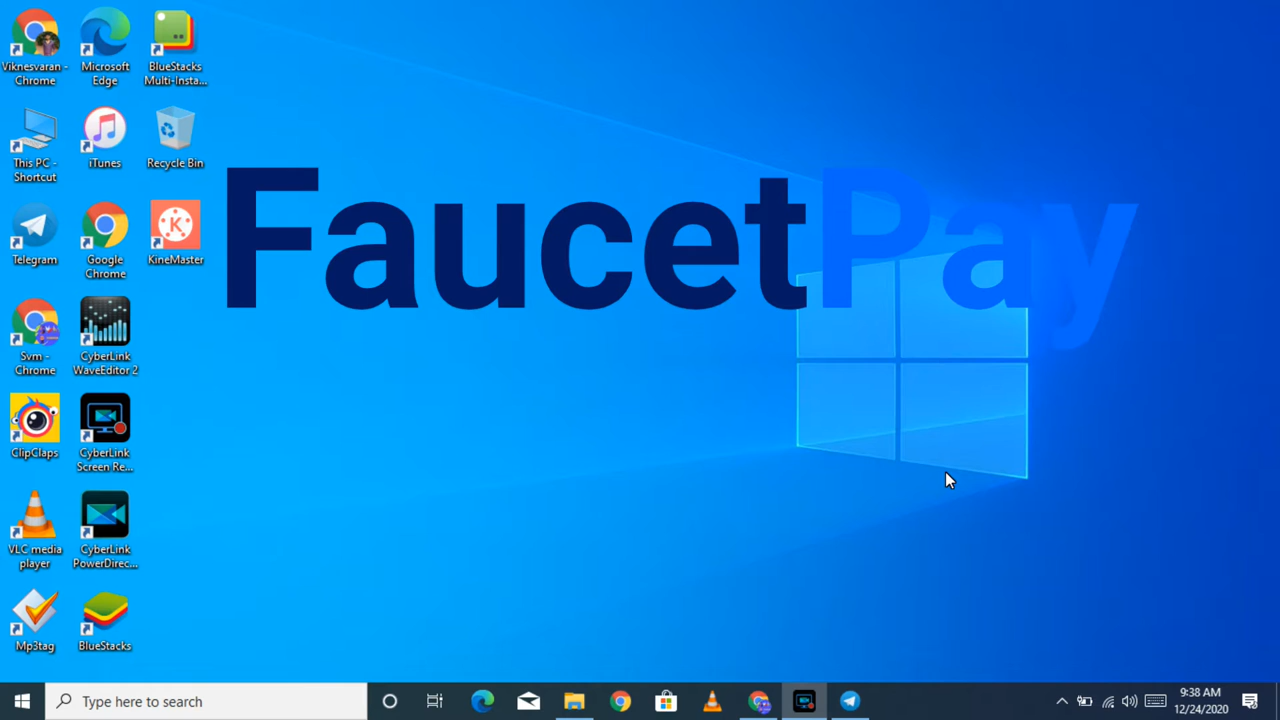 Viknesvaran -
Chrome
Microsoft
Edge
BlueStacks
Multi-Insta...
This PC -
Shortcut
iTunes
Recycle Bin
FaucetPay
Telegram
Google
Chrome
KineMaster
Svm -
Chrome
CyberLink
WaveEditor 2
ClipClaps
CyberLink
Screen Re...
VLC media
player
CyberLink
PowerDirec...
Mp3tag
BlueStacks
Type here to search
9:38 AM
12/24/2020